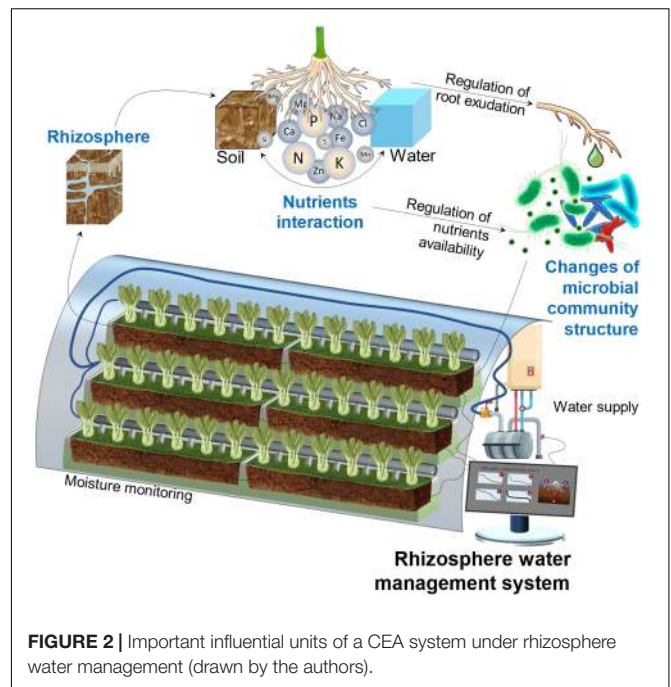 Regulation of
root exudation
Rhizosphere
Mg
Na
Cl
P
Ca
Fe
N
K
Zn
Mn
Soil
Water
Nutrients
interaction
Regulation of
nutrients
availability
Changes of
microbial
community
structure
Water supply
Moisture monitoring
Rhizosphere water
management system
FIGURE 2 | Important influential units of a CEA system under rhizosphere
water management (drawn by the authors).